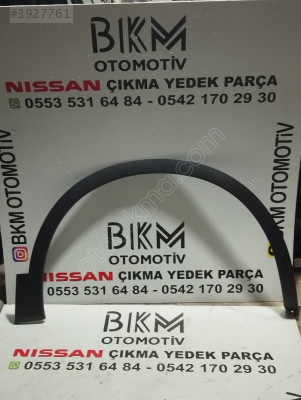 #3927761
BKM
OTOMOTİV
NISSAN ÇIKMA YEDEK PARÇA
0553 531 64 84 - 0542 170 29 30
BKM OTOMOTİV
BKM
OTOMOTİV
NISSAN ÇIKMA YEDEK PARÇA
0553 531 64 84 - 0542 170 29 30
BKM
OTOMOTİV
NISSAN ÇIKMA YEDEK PARÇA
0553 531 64 84 - 0542 170 29 30